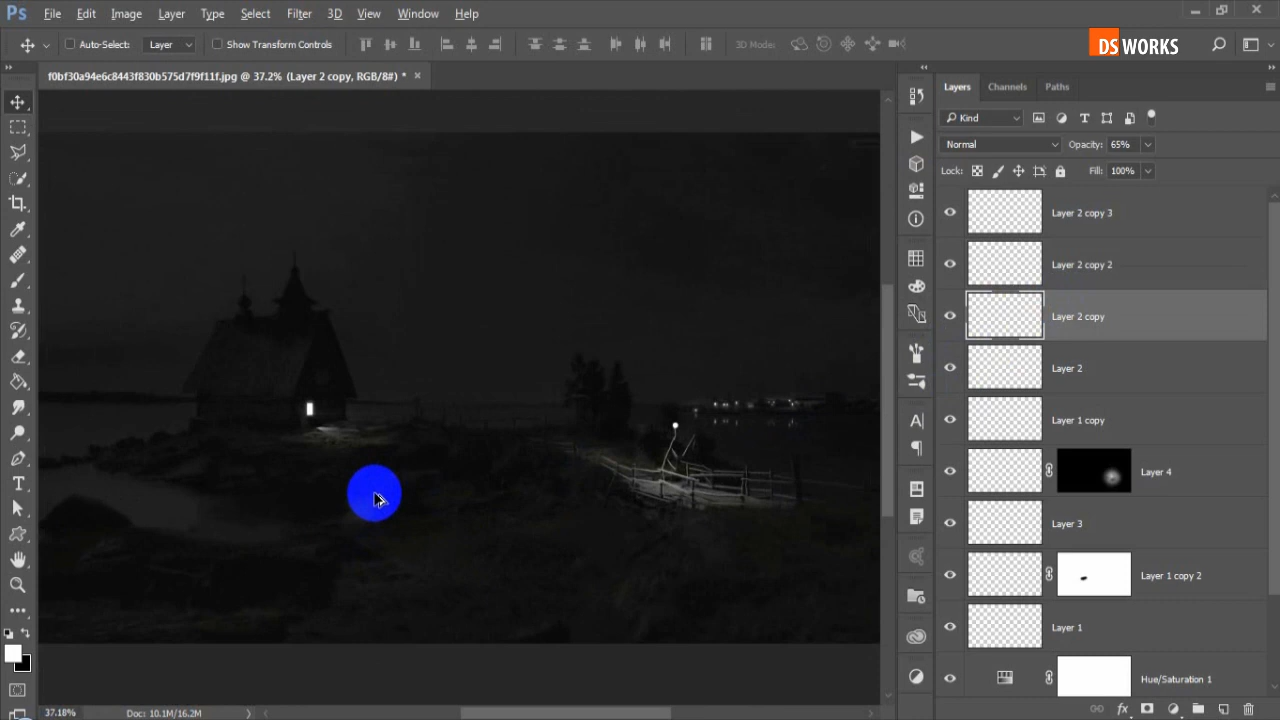 Ps File Edit Image Layer Type Select Filter 3D View Window Help
Auto-Select: Layer Show Transform Controls 3D Mode:
DS WORKS
f0bf30a94e6c8443f830b575d7f9f11f.jpg @ 37.2% (Layer 2 copy, RGB/8#) *
Layers Channels Paths
Kind
Normal Opacity: 65%
Lock: Fill: 100%
Layer 2 copy 3
Layer 2 copy 2
Layer 2 copy
Layer 2
Layer 1 copy
Layer 4
Layer 3
Layer 1 copy 2
Layer 1
Hue/Saturation 1
37.18% Doc: 10.1M/16.2M